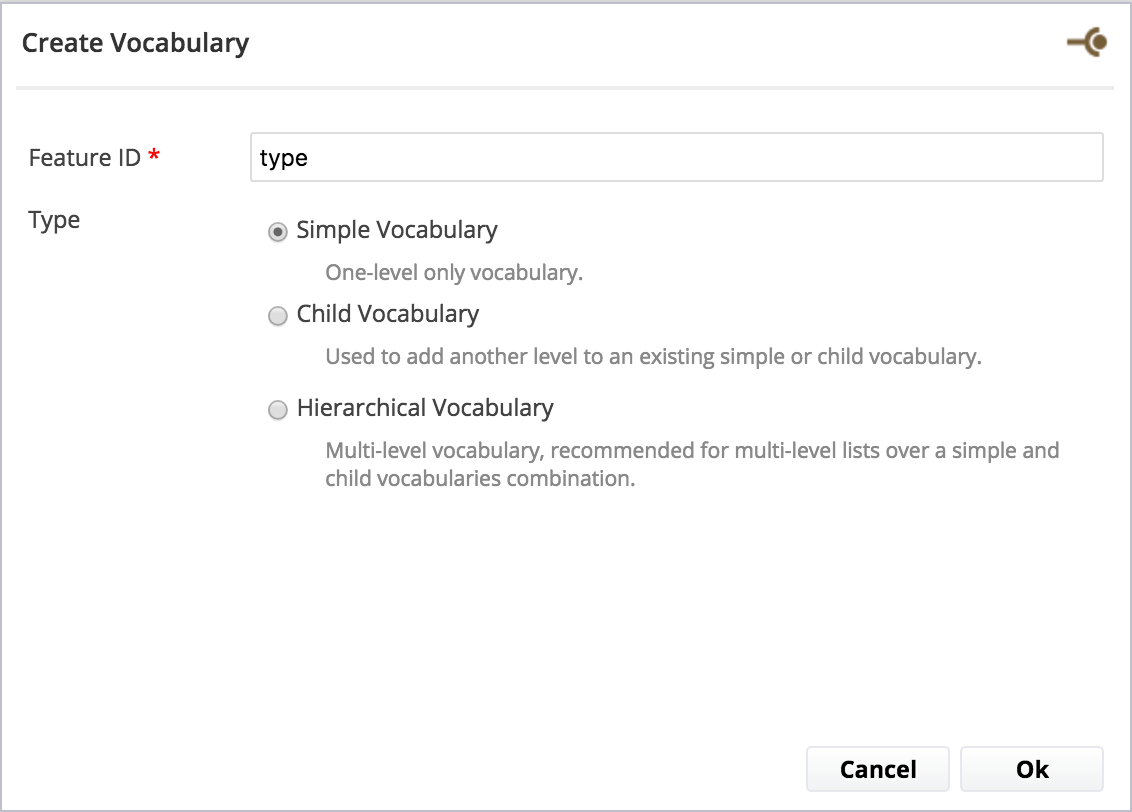 Create Vocabulary
Feature ID *
type
Type
Simple Vocabulary
One-level only vocabulary.
Child Vocabulary
Used to add another level to an existing simple or child vocabulary.
Hierarchical Vocabulary
Multi-level vocabulary, recommended for multi-level lists over a simple and
child vocabularies combination.
Cancel
Ok